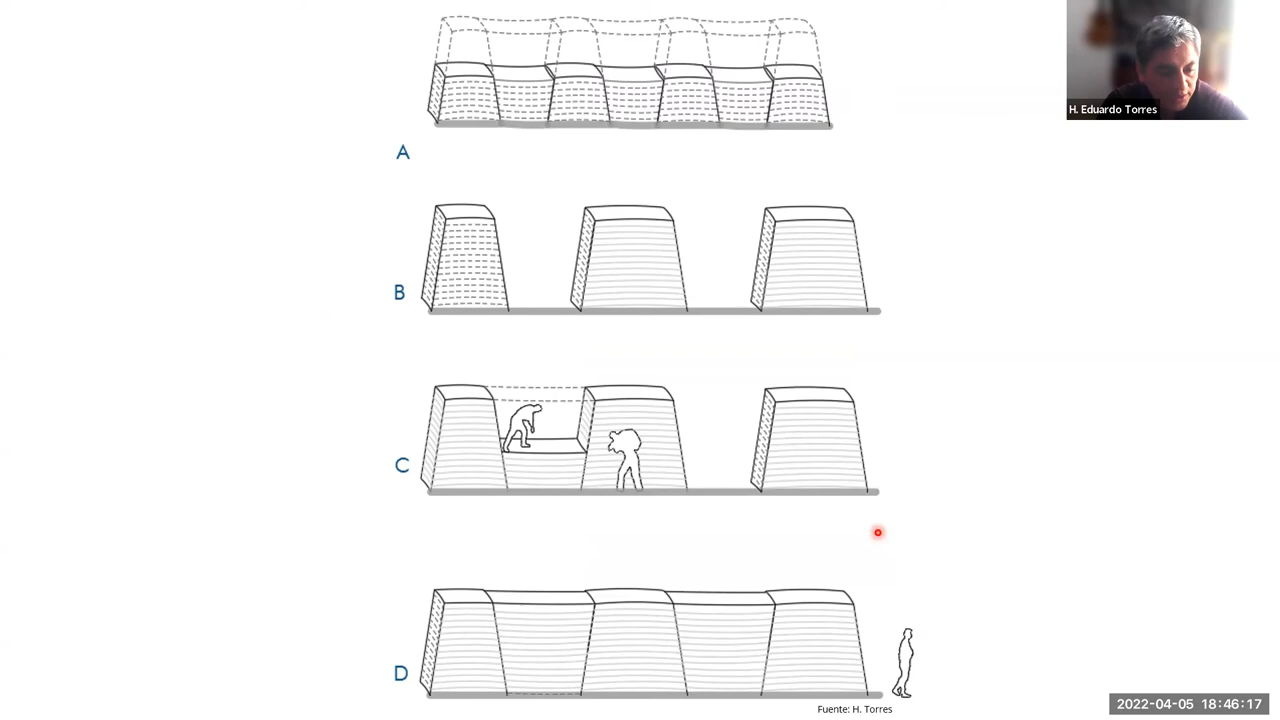 H. Eduardo Torres
A
B
C
D
Fuente: H. Torres
2022-04-05 18:46:17